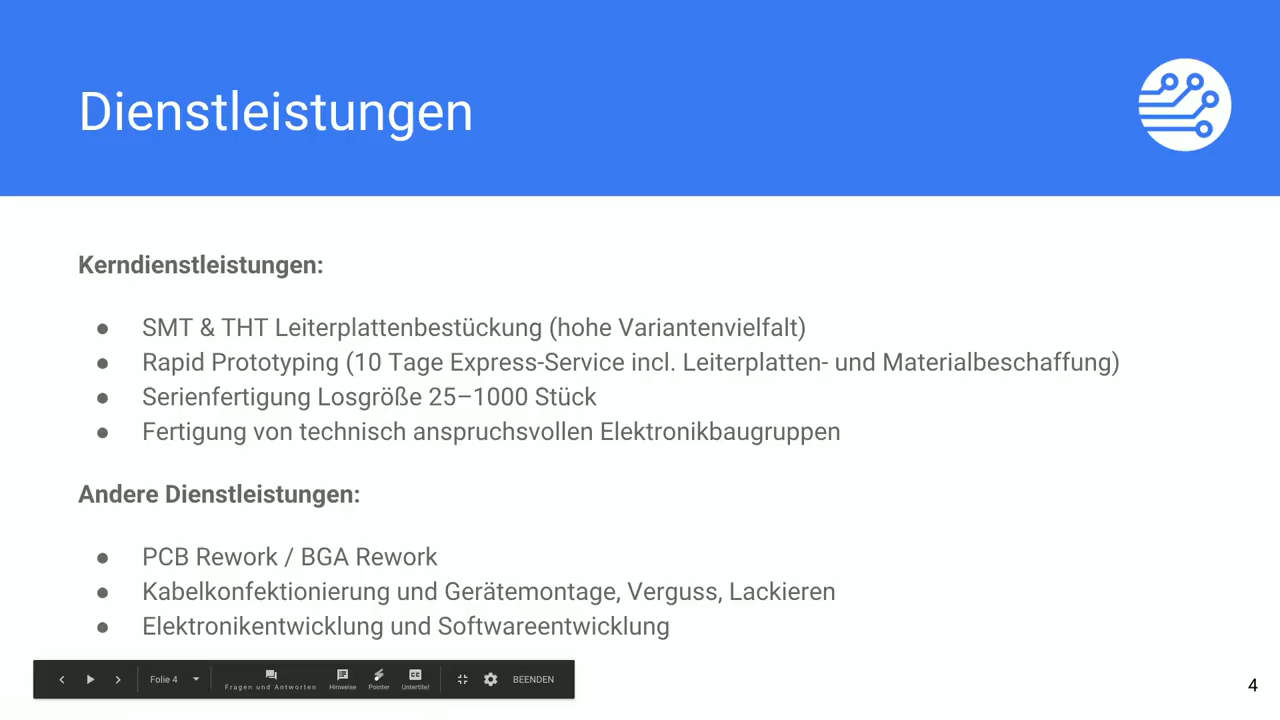 Dienstleistungen
Kerndienstleistungen:
● SMT & THT Leiterplattenbestückung (hohe Variantenvielfalt)
● Rapid Prototyping (10 Tage Express-Service incl. Leiterplatten- und Materialbeschaffung)
● Serienfertigung Losgröße 25–1000 Stück
● Fertigung von technisch anspruchsvollen Elektronikbaugruppen
Andere Dienstleistungen:
● PCB Rework / BGA Rework
● Kabelkonfektionierung und Gerätemontage, Verguss, Lackieren
● Elektronikentwicklung und Softwareentwicklung
Folie 4
Fragen und Antworten
Hinweise
Pointer
CC
Untertitel
BEENDEN
4